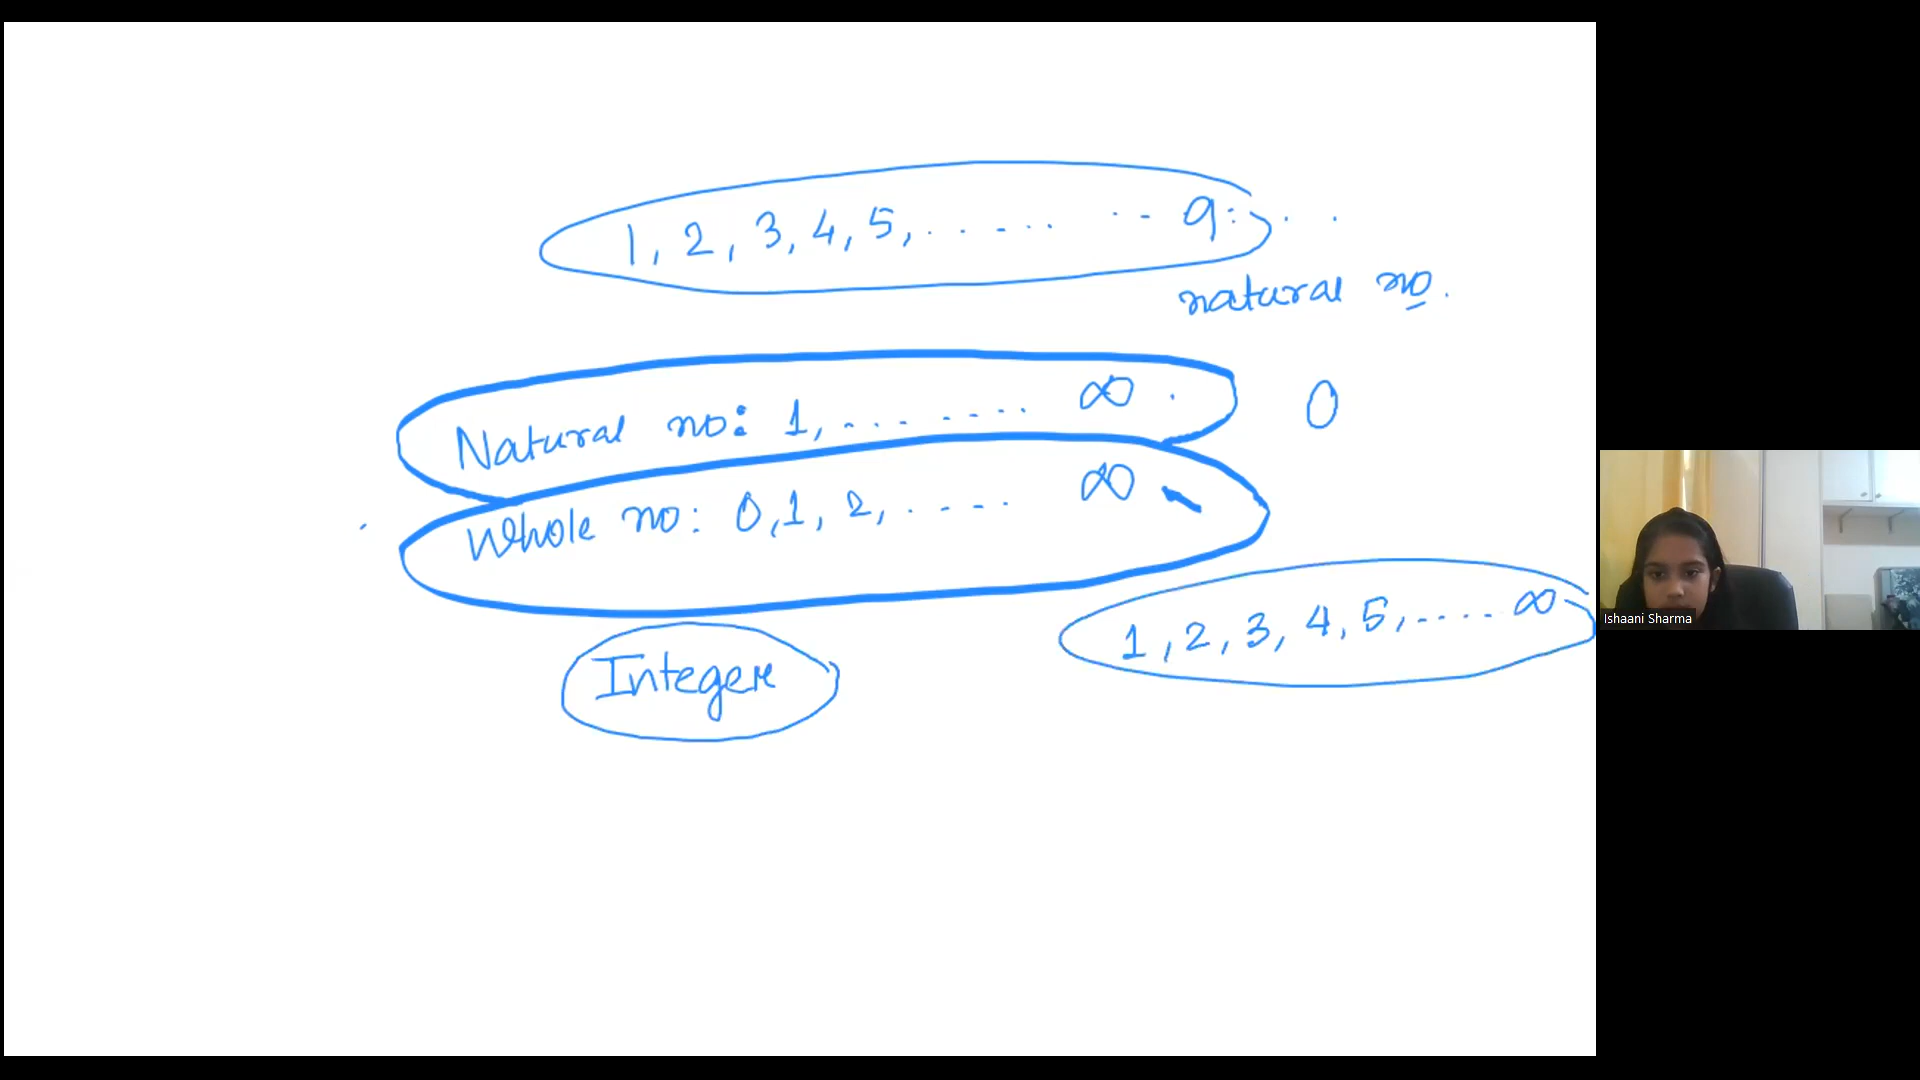 1, 2, 3, 4, 5, ..... .. 9: . .
natural no.
Natural no: 1, ....... ∞ .
0
Whole no: 0, 1, 2, .... ∞
1, 2, 3, 4, 5, .... ∞
Integer
Ishaani Sharma